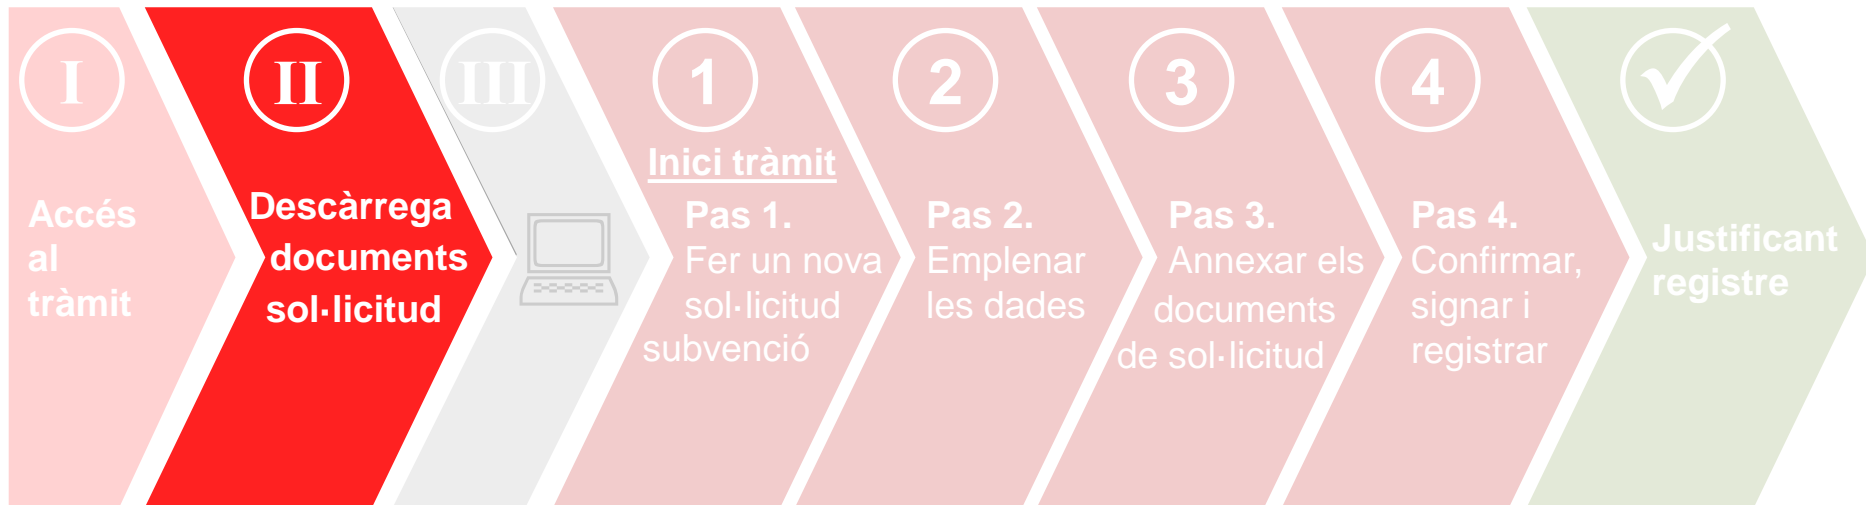 I
Accés
al
tràmit
II
Descàrrega
documents
sol·licitud
III
1
Inici tràmit
Pas 1.
Fer un nova
sol·licitud
subvenció
2
Pas 2.
Emplenar
les dades
3
Pas 3.
Annexar els
documents
de sol·licitud
4
Pas 4.
Confirmar,
signar i
registrar
Justificant
registre